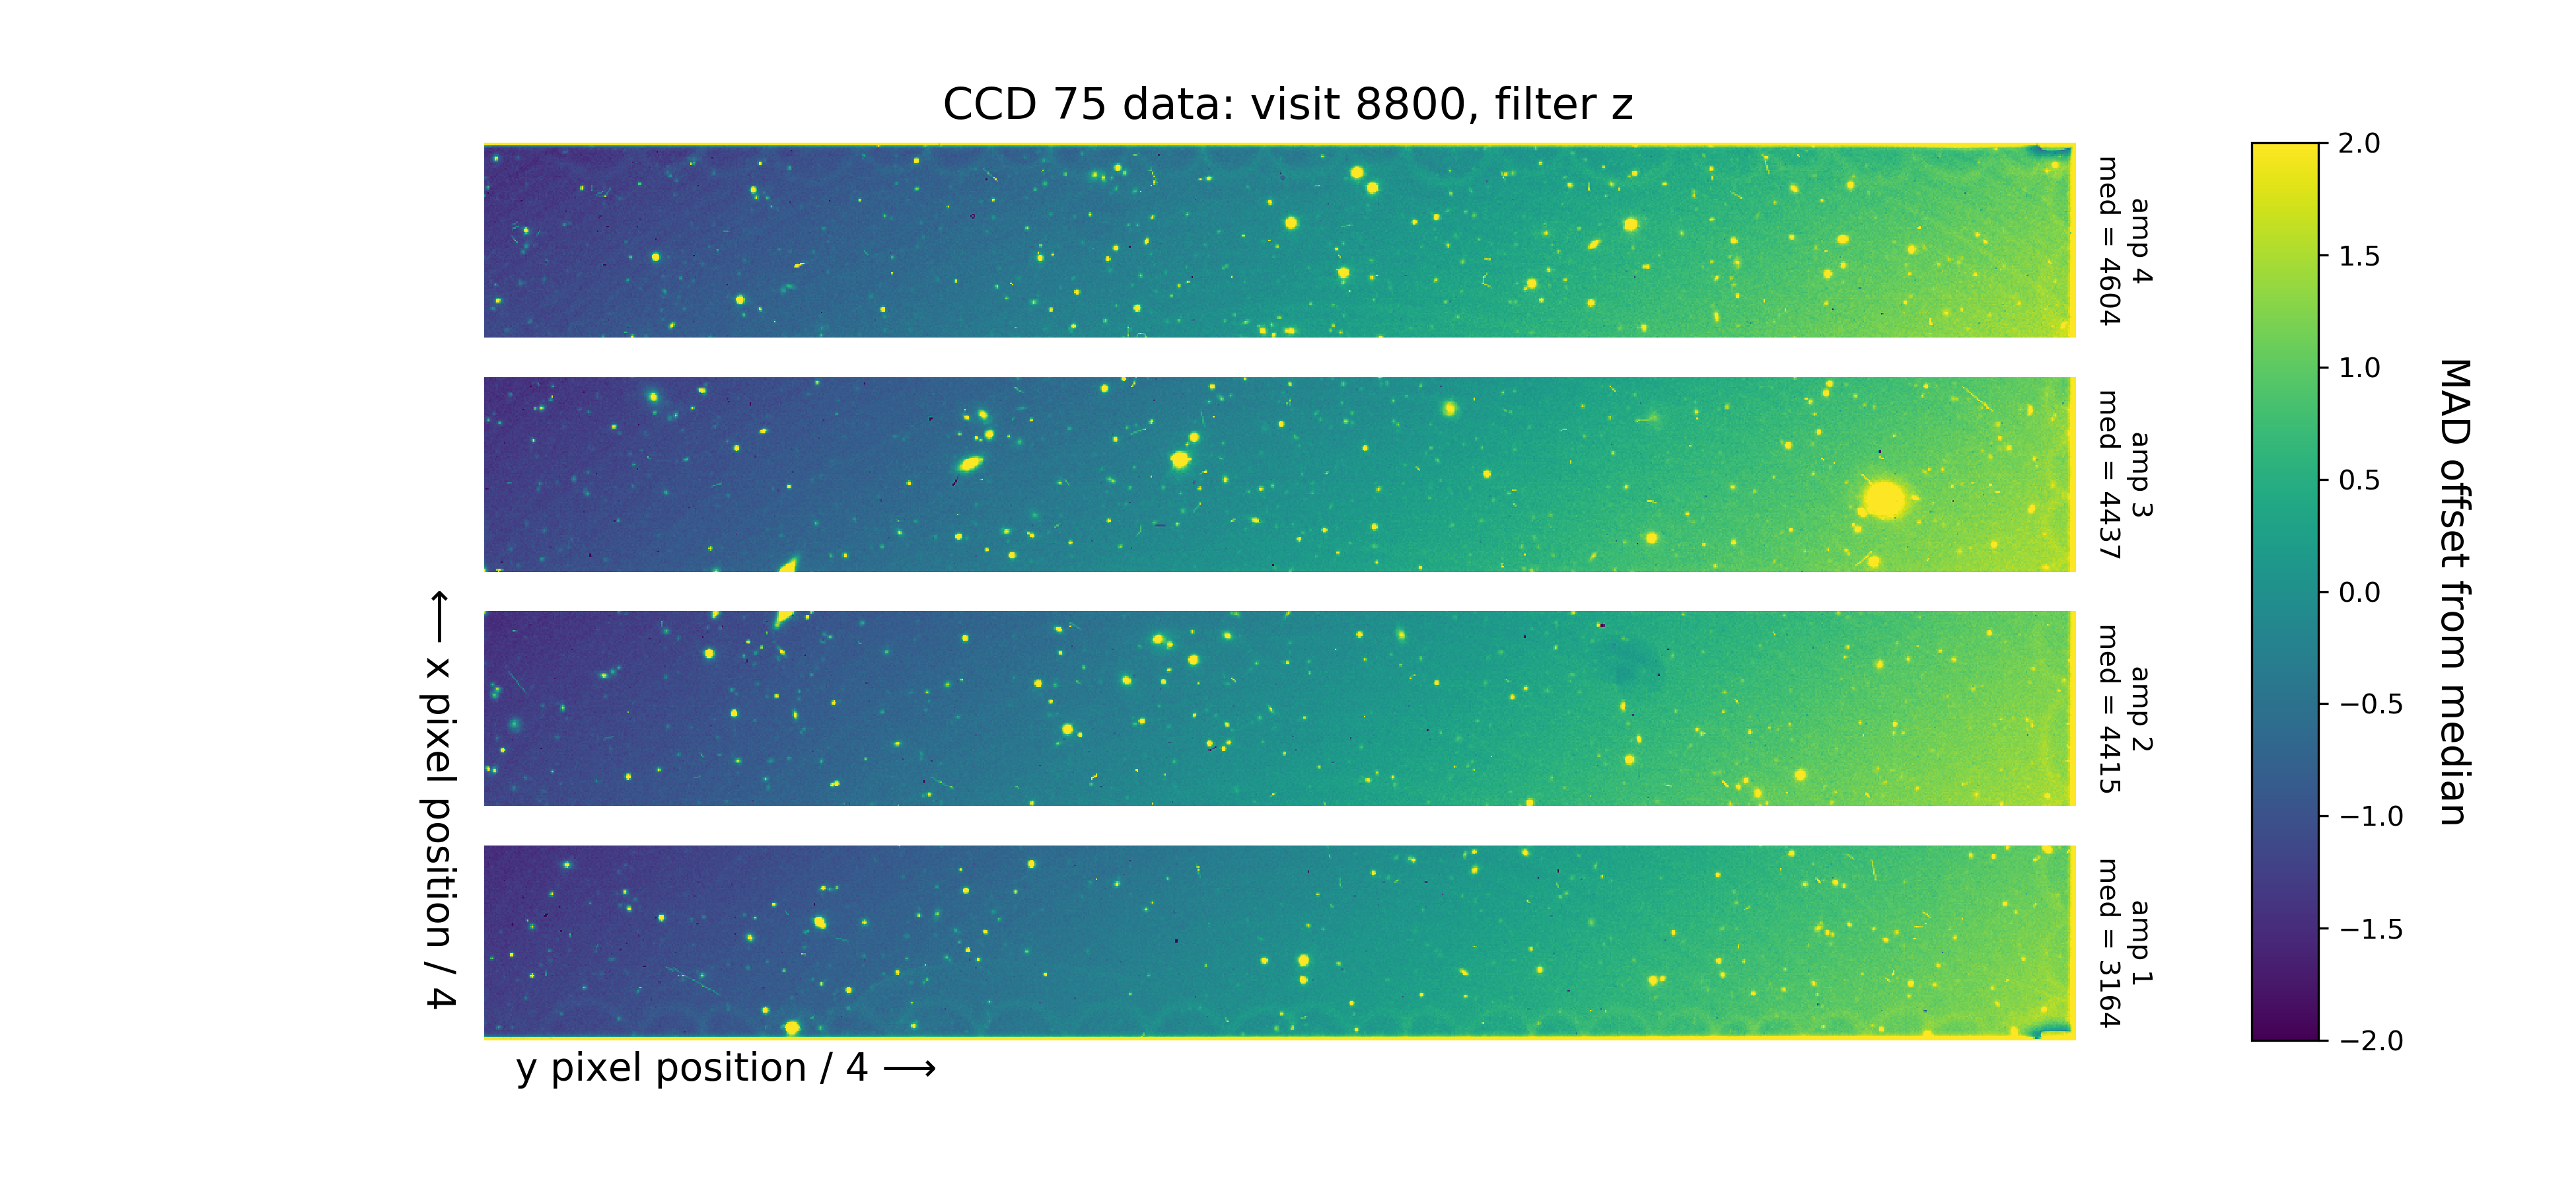 CCD 75 data: visit 8800, filter z
amp 4
med = 4604
amp 3
med = 4437
amp 2
med = 4415
amp 1
med = 3164
⟵ x pixel position / 4
y pixel position / 4 ⟶
2.0
1.5
1.0
0.5
0.0
−0.5
−1.0
−1.5
−2.0
MAD offset from median